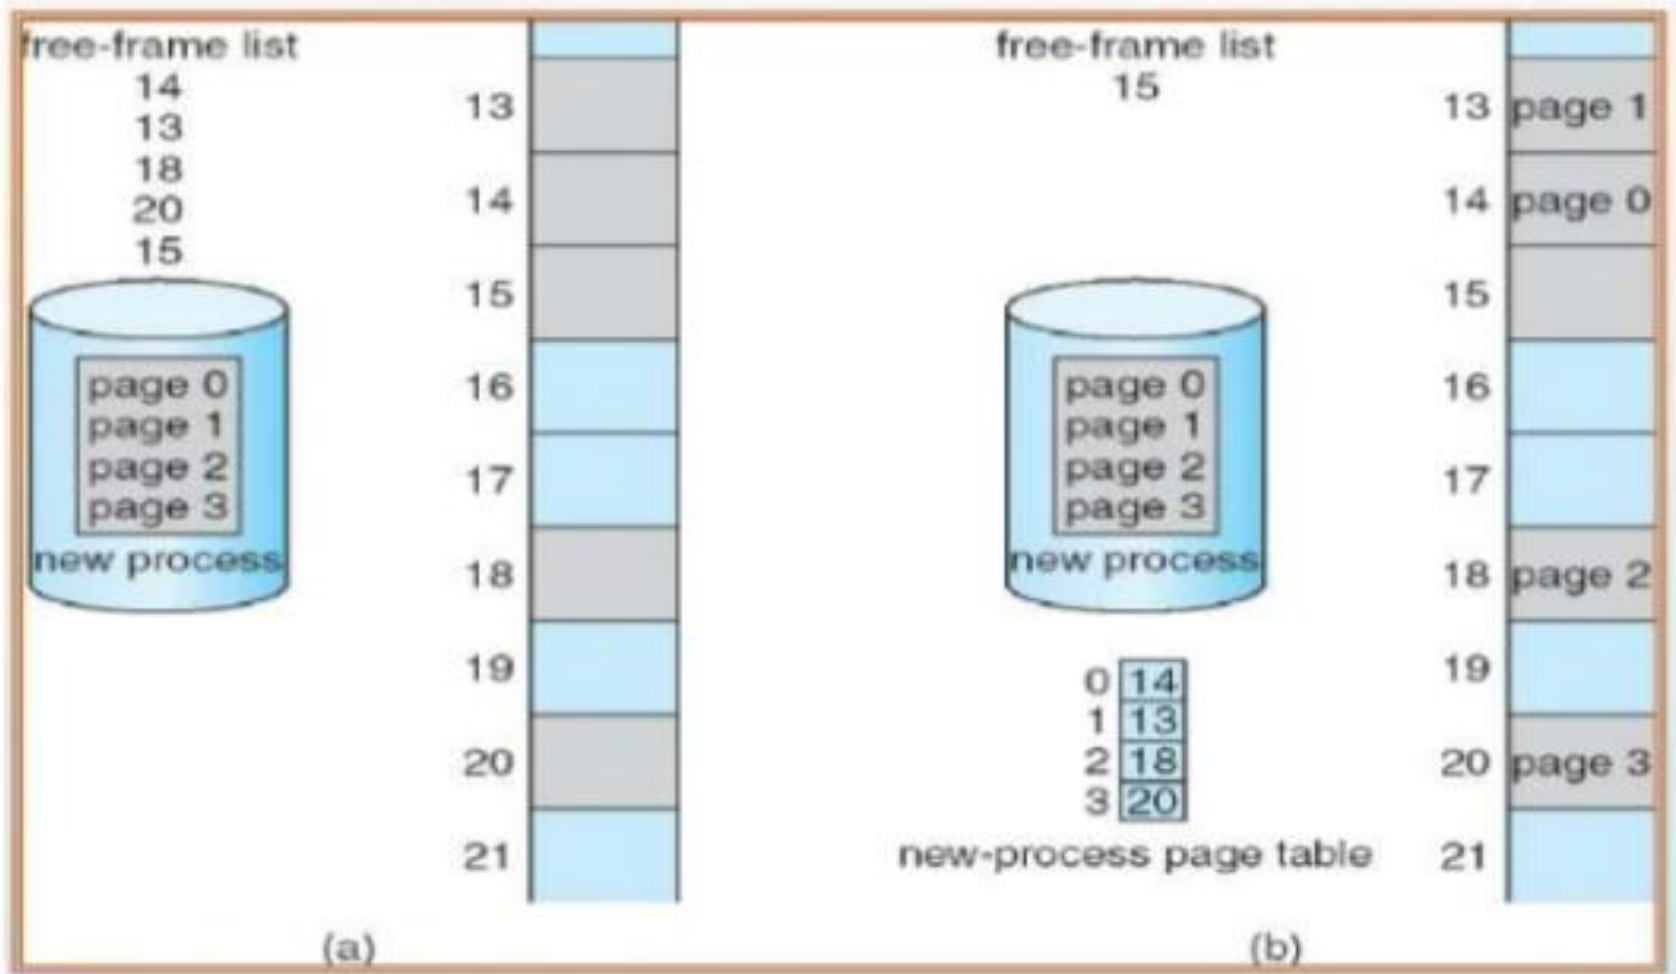 free-frame list
14
13
18
20
15
page 0
page 1
page 2
page 3
new process
13
14
15
16
17
18
19
20
21
(a)
free-frame list
15
page 0
page 1
page 2
page 3
new process
0 14
1 13
2 18
3 20
new-process page table
13 page 1
14 page 0
15
16
17
18 page 2
19
20 page 3
21
(b)